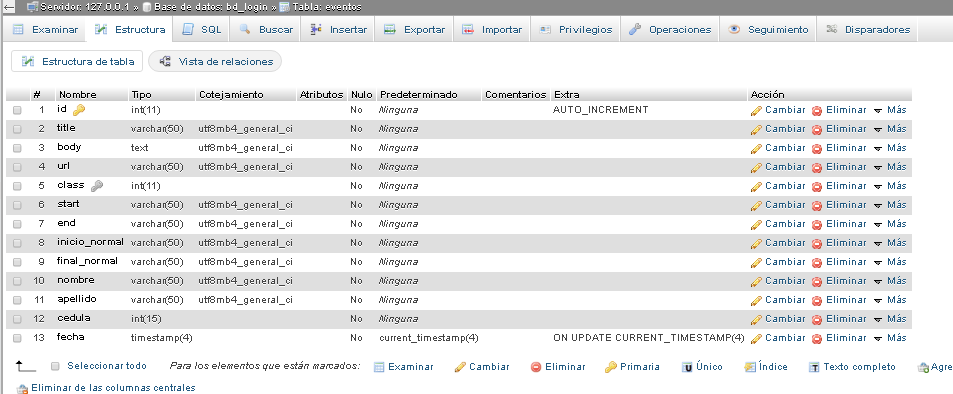 Servidor: 127.0.0.1 » Base de datos: bd_login » Tabla: eventos
Examinar Estructura SQL Buscar Insertar Exportar Importar Privilegios Operaciones Seguimiento Disparadores
Estructura de tabla Vista de relaciones
# Nombre Tipo Cotejamiento Atributos Nulo Predeterminado Comentarios Extra Acción
1 id int(11) No Ninguna AUTO_INCREMENT Cambiar Eliminar Más
2 title varchar(50) utf8mb4_general_ci No Ninguna Cambiar Eliminar Más
3 body text utf8mb4_general_ci No Ninguna Cambiar Eliminar Más
4 url varchar(50) utf8mb4_general_ci No Ninguna Cambiar Eliminar Más
5 class int(11) No Ninguna Cambiar Eliminar Más
6 start varchar(50) utf8mb4_general_ci No Ninguna Cambiar Eliminar Más
7 end varchar(50) utf8mb4_general_ci No Ninguna Cambiar Eliminar Más
8 inicio_normal varchar(50) utf8mb4_general_ci No Ninguna Cambiar Eliminar Más
9 final_normal varchar(50) utf8mb4_general_ci No Ninguna Cambiar Eliminar Más
10 nombre varchar(50) utf8mb4_general_ci No Ninguna Cambiar Eliminar Más
11 apellido varchar(50) utf8mb4_general_ci No Ninguna Cambiar Eliminar Más
12 cedula int(15) No Ninguna Cambiar Eliminar Más
13 fecha timestamp(4) No current_timestamp(4) ON UPDATE CURRENT_TIMESTAMP(4) Cambiar Eliminar Más
Seleccionar todo Para los elementos que están marcados: Examinar Cambiar Eliminar Primaria Único Índice Texto completo Agre
Eliminar de las columnas centrales